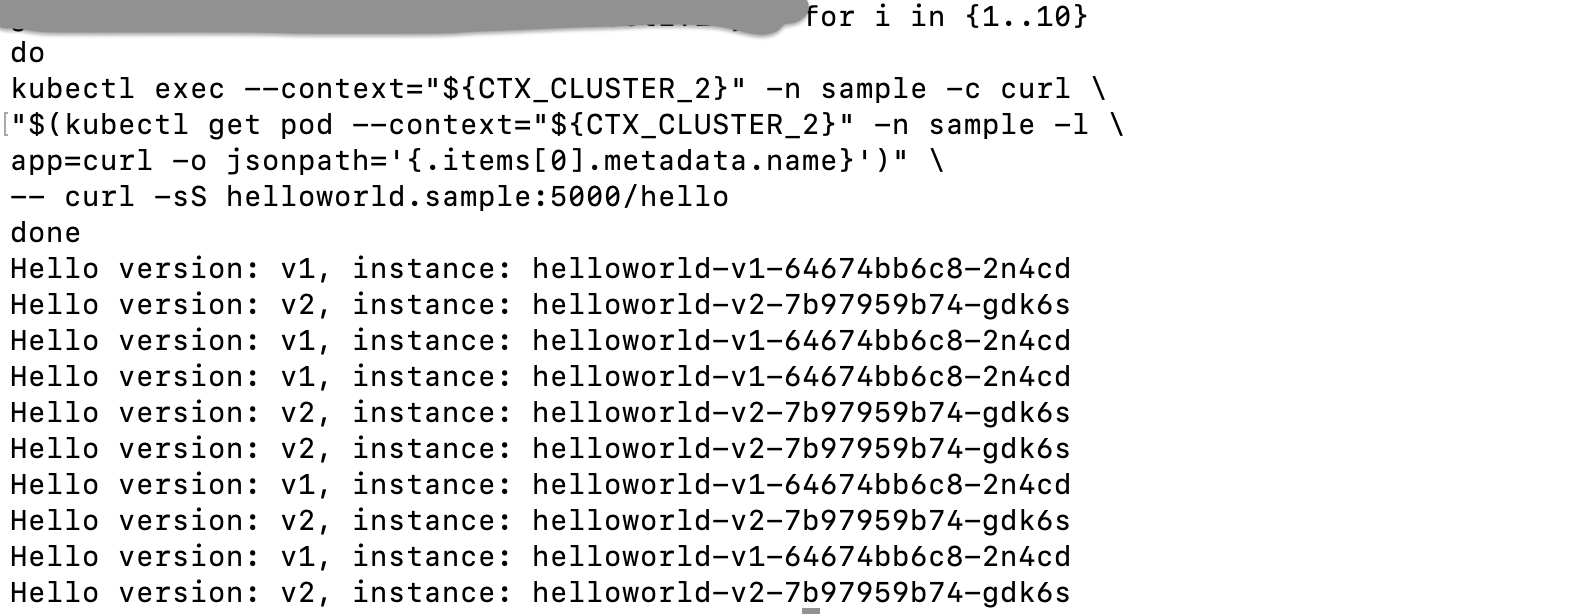 for i in {1..10}
do
kubectl exec --context="${CTX_CLUSTER_2}" -n sample -c curl \
["$(kubectl get pod --context="${CTX_CLUSTER_2}" -n sample -l \
app=curl -o jsonpath='{.items[0].metadata.name}')" \
-- curl -sS helloworld.sample:5000/hello
done
Hello version: v1, instance: helloworld-v1-64674bb6c8-2n4cd
Hello version: v2, instance: helloworld-v2-7b97959b74-gdk6s
Hello version: v1, instance: helloworld-v1-64674bb6c8-2n4cd
Hello version: v1, instance: helloworld-v1-64674bb6c8-2n4cd
Hello version: v2, instance: helloworld-v2-7b97959b74-gdk6s
Hello version: v2, instance: helloworld-v2-7b97959b74-gdk6s
Hello version: v1, instance: helloworld-v1-64674bb6c8-2n4cd
Hello version: v2, instance: helloworld-v2-7b97959b74-gdk6s
Hello version: v1, instance: helloworld-v1-64674bb6c8-2n4cd
Hello version: v2, instance: helloworld-v2-7b97959b74-gdk6s